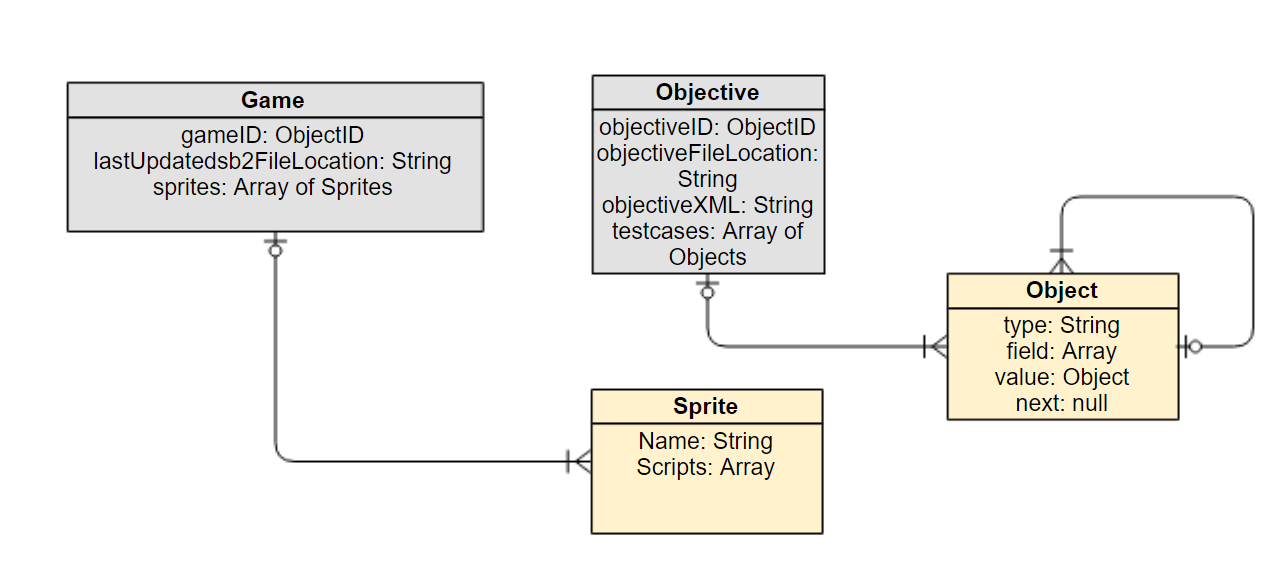 Game
gameID: ObjectID
lastUpdatedsb2FileLocation: String
sprites: Array of Sprites
Objective
objectiveID: ObjectID
objectiveFileLocation:
String
objectiveXML: String
testcases: Array of
Objects
Object
type: String
field: Array
value: Object
next: null
Sprite
Name: String
Scripts: Array